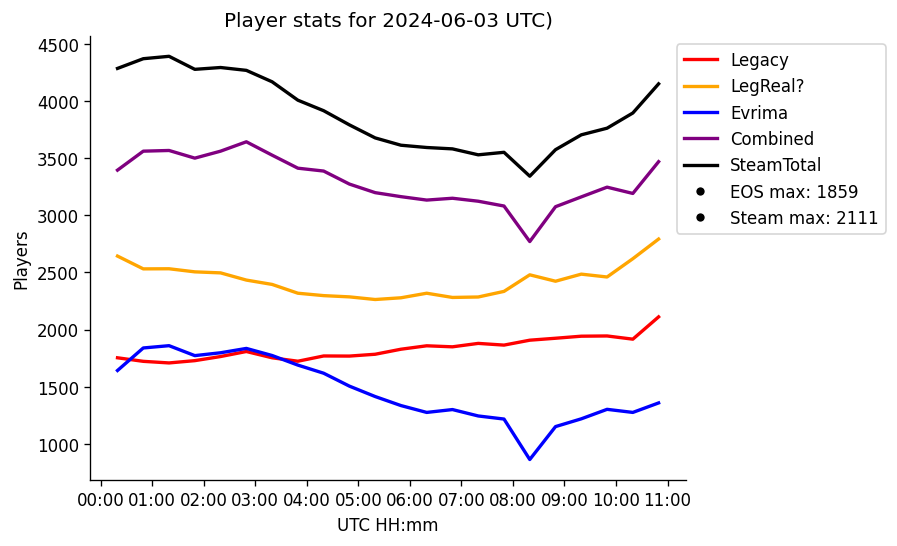 Player stats for 2024-06-03 UTC)
4500
4000
3500
3000
2500
2000
1500
1000
Players
00:00 01:00 02:00 03:00 04:00 05:00 06:00 07:00 08:00 09:00 10:00 11:00
UTC HH:mm
Legacy
LegReal?
Evrima
Combined
SteamTotal
EOS max: 1859
Steam max: 2111